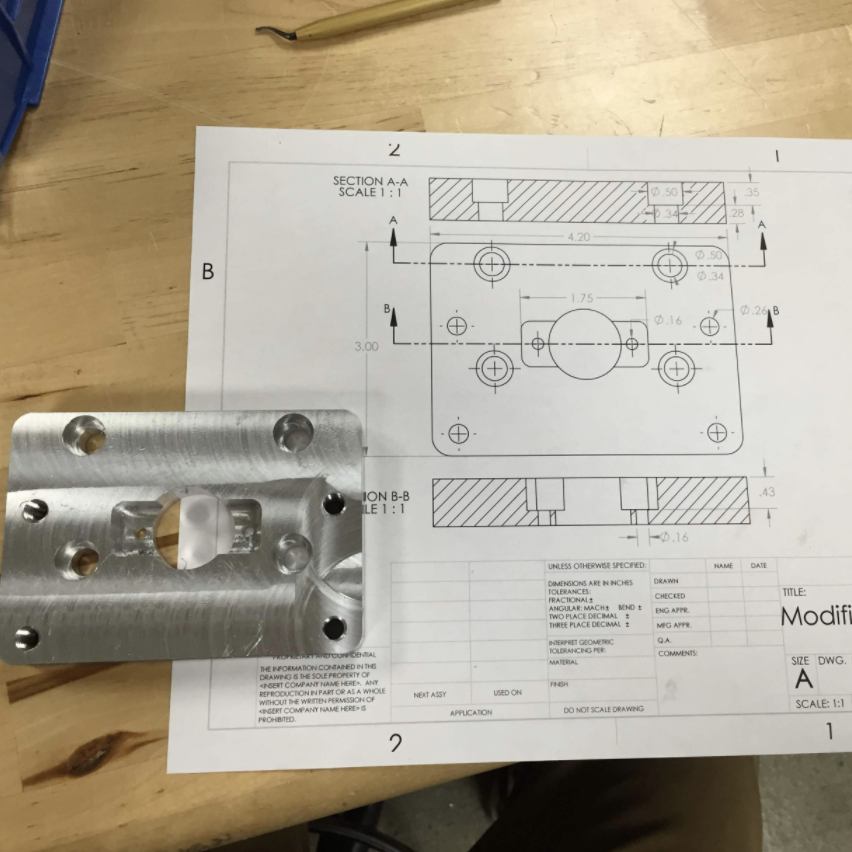 2
1
SECTION A-A
SCALE 1 : 1
Ø.50
.35
Ø.34
.28
A
A
4.20
B
Ø.50
Ø.34
1.75
B
Ø.26
B
Ø.16
3.00
ION B-B
LE 1 : 1
.43
Ø.16
UNLESS OTHERWISE SPECIFIED:
NAME
DATE
DIMENSIONS ARE IN INCHES
TOLERANCES:
FRACTIONAL ±
ANGULAR: MACH ± BEND ±
TWO PLACE DECIMAL ±
THREE PLACE DECIMAL ±
DRAWN
CHECKED
ENG APPR.
MFG APPR.
INTERPRET GEOMETRIC
TOLERANCING PER:
Q.A.
COMMENTS:
MATERIAL
FINISH
TITLE:
Modifi
SIZE
DWG.
A
SCALE: 1:1
PROPRIETARY AND CONFIDENTIAL
THE INFORMATION CONTAINED IN THIS
DRAWING IS THE SOLE PROPERTY OF
<INSERT COMPANY NAME HERE>. ANY
REPRODUCTION IN PART OR AS A WHOLE
WITHOUT THE WRITTEN PERMISSION OF
<INSERT COMPANY NAME HERE> IS
PROHIBITED.
NEXT ASSY
USED ON
APPLICATION
DO NOT SCALE DRAWING
2
1